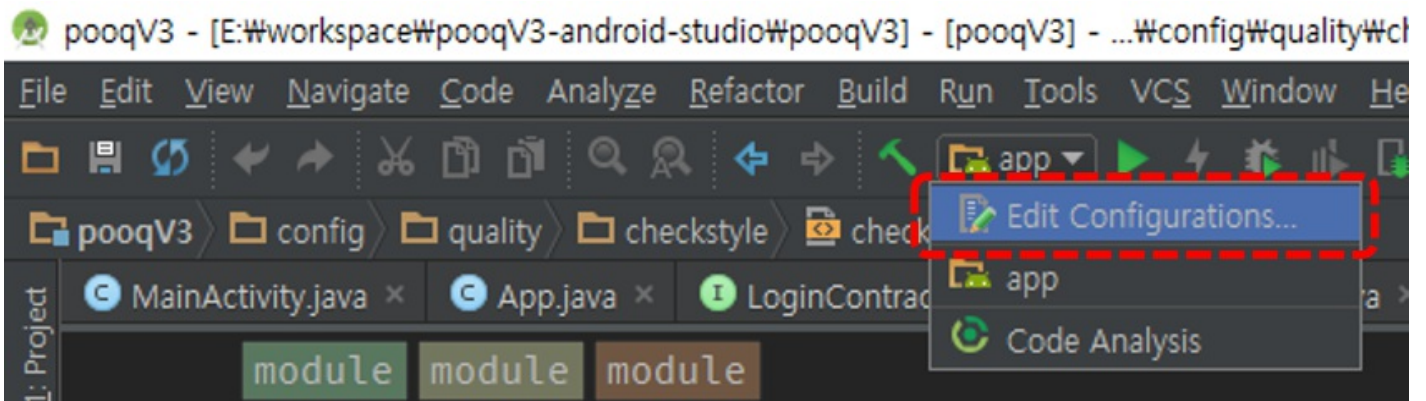 pooqV3 - [E:₩workspace₩pooqV3-android-studio₩pooqV3] - [pooqV3] - ...₩config₩quality₩ch
File Edit View Navigate Code Analyze Refactor Build Run Tools VCS Window He
app
Edit Configurations...
pooqV3 config quality checkstyle check
app
1: Project
MainActivity.java App.java LoginContrac
Code Analysis
module module module